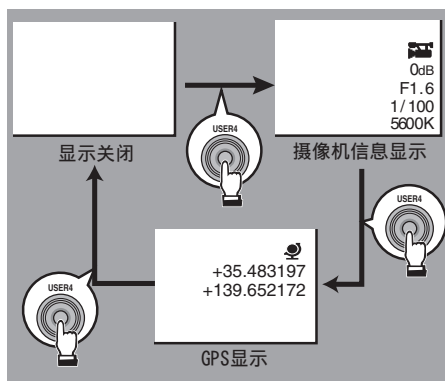 0dB
F1.6
1/100
5600K
显示关闭
USER4
摄像机信息显示
USER4
+35.483197
+139.652172
USER4
GPS显示